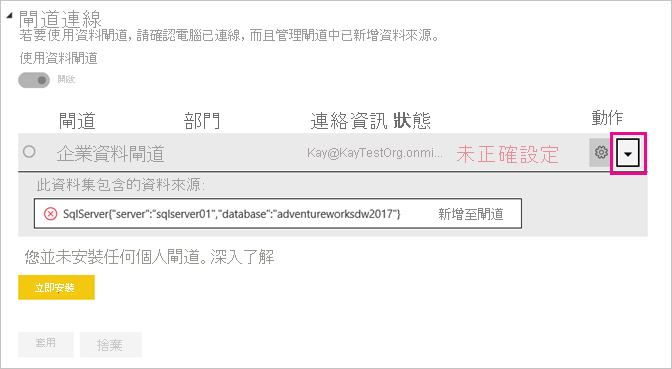 閘道連線
若要使用資料閘道，請確認電腦已連線，而且管理閘道中已新增資料來源。
使用資料閘道
開啟
閘道 部門 連絡資訊 狀態 動作
企業資料閘道 Kay@KayTestOrg.onmi... 未正確設定
此資料集包含的資料來源:
SqlServer{"server":"sqlserver01","database":"adventureworksdw2017"} 新增至閘道
您並未安裝任何個人閘道。深入了解
立即安裝
套用 捨棄